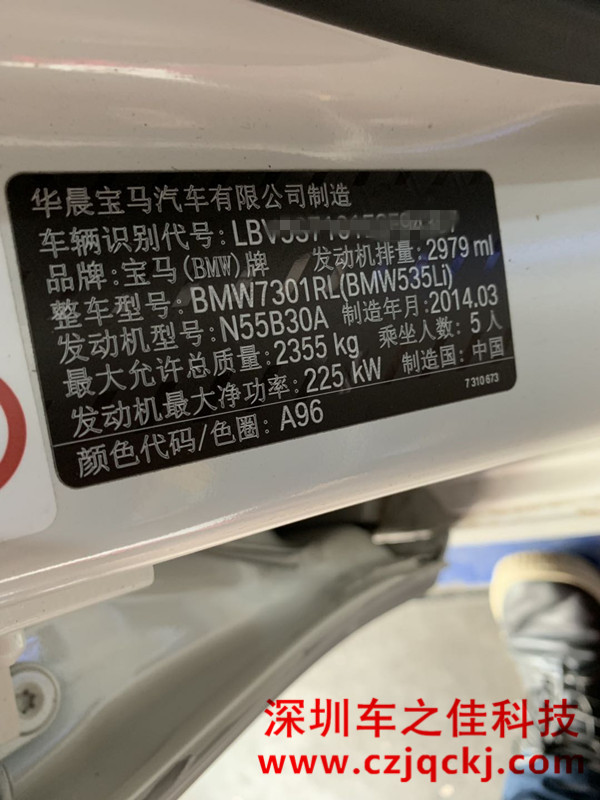 华晨宝马汽车有限公司制造
车辆识别代号:
品牌:宝马(BMW)牌 发动机排量:2979 ml
整车型号:BMW7301RL(BMW535Li)
发动机型号:N55B30A 制造年月:2014.03
最大允许总质量:2355 kg 乘坐人数:5人
发动机最大净功率:225 kW 制造国:中国
7 310 673
颜色代码/色圈:A96
深圳车之佳科技
www.czjqckj.com